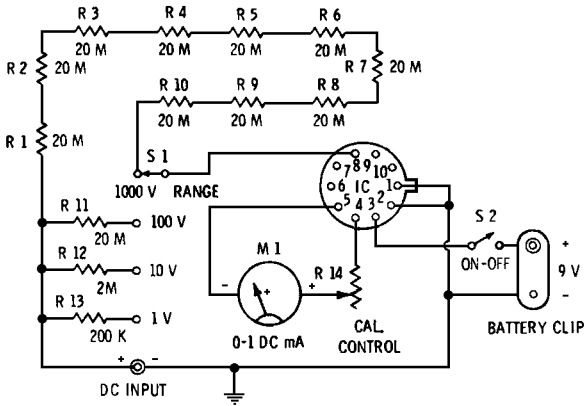 R 3 R 4 R 5 R 6
20 M 20 M 20 M 20 M
R 2 20 M
R 7 20 M
R 10 R 9 R 8
20 M 20 M 20 M
R 1 20 M
S 1
1000 V RANGE
8 9 10 7 6 IC 1 5 4 3 2
R 11 100 V
20 M
R 12 10 V
2M
R 13 1 V
200 K
M 1
- + +
0-1 DC mA
R 14
CAL.
CONTROL
S 2
ON-OFF
+
9 V
-
BATTERY CLIP
+ -
DC INPUT